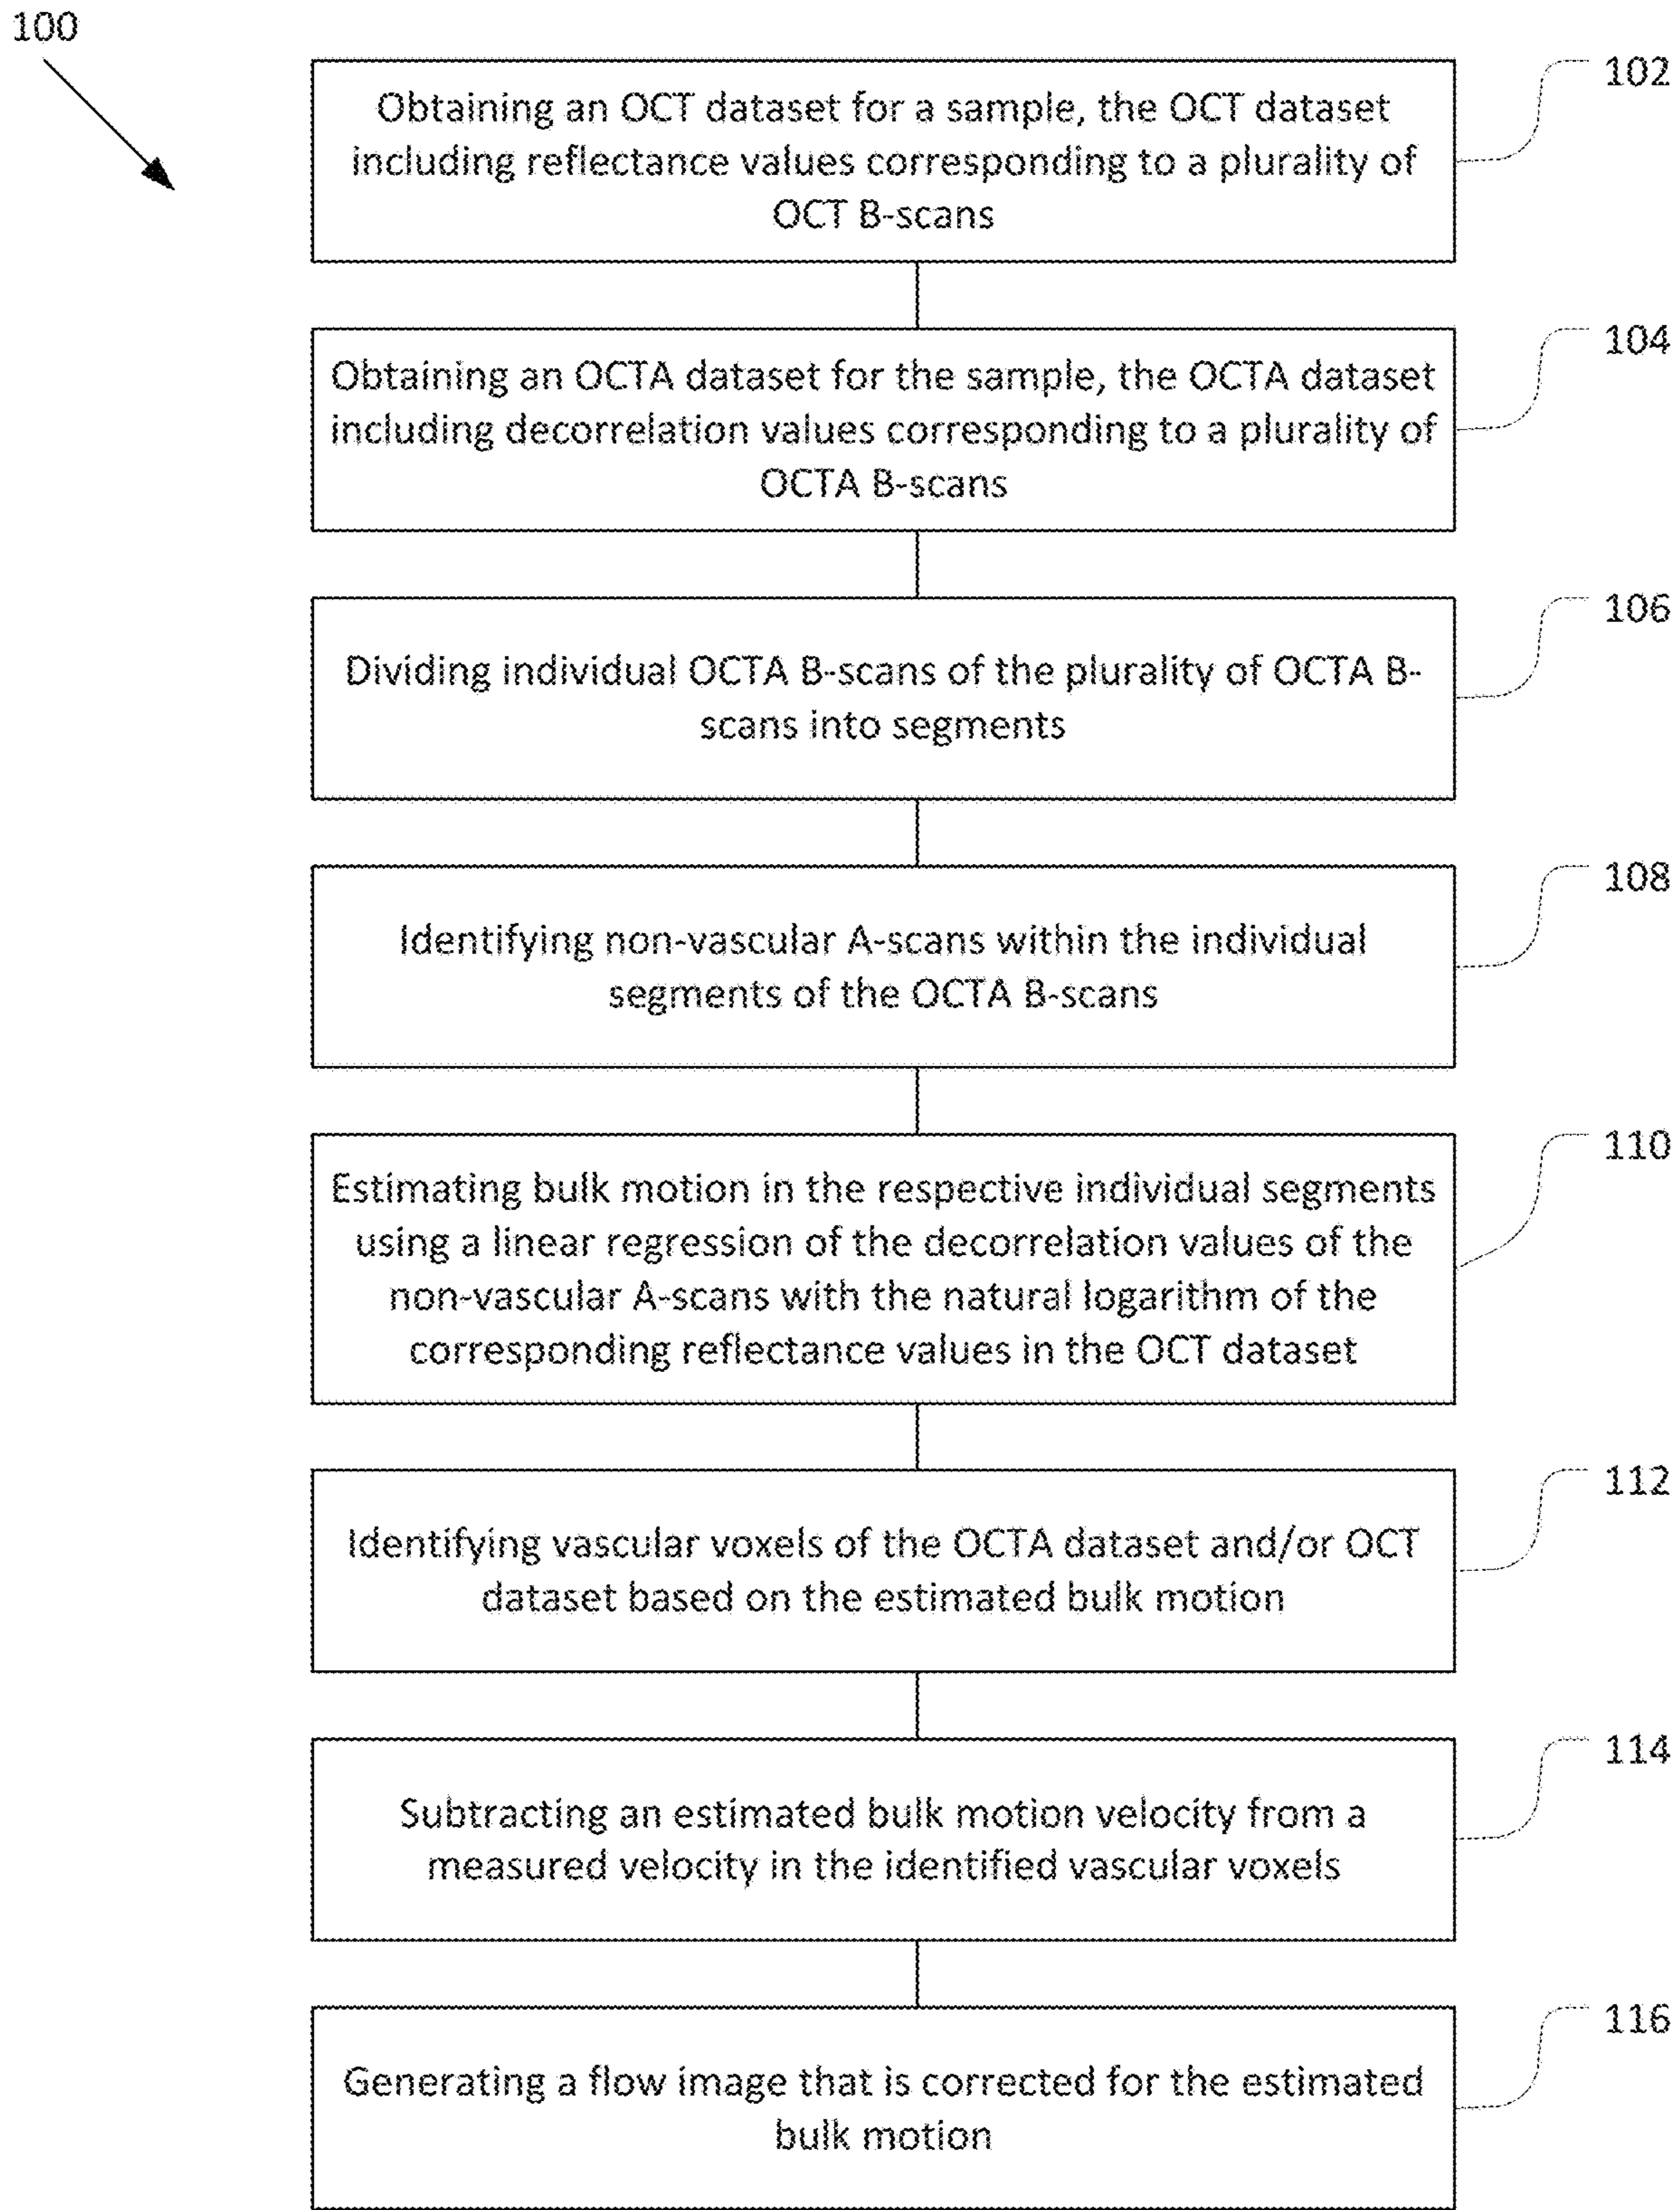 100
102
Obtaining an OCT dataset for a sample, the OCT dataset
including reflectance values corresponding to a plurality of
OCT B-scans
104
Obtaining an OCTA dataset for the sample, the OCTA dataset
including decorrelation values corresponding to a plurality of
OCTA B-scans
106
Dividing individual OCTA B-scans of the plurality of OCTA B-
scans into segments
108
Identifying non-vascular A-scans within the individual
segments of the OCTA B-scans
110
Estimating bulk motion in the respective individual segments
using a linear regression of the decorrelation values of the
non-vascular A-scans with the natural logarithm of the
corresponding reflectance values in the OCT dataset
112
Identifying vascular voxels of the OCTA dataset and/or OCT
dataset based on the estimated bulk motion
114
Subtracting an estimated bulk motion velocity from a
measured velocity in the identified vascular voxels
116
Generating a flow image that is corrected for the estimated
bulk motion